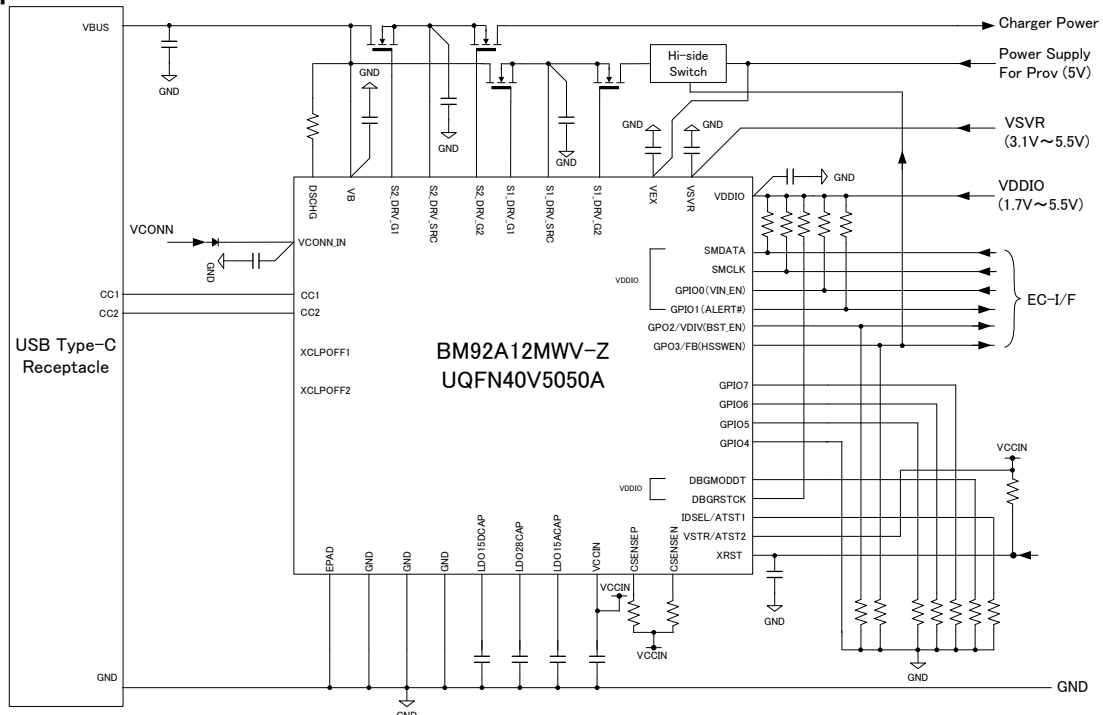 VBUS
Charger Power
Hi-side
Switch
Power Supply
For Prov (5V)
GND
GND
GND
GND
GND
GND
VSVR
(3.1V～5.5V)
GND
VDDIO
(1.7V～5.5V)
DSCHG
VB
S2_DRV_G1
S2_DRV_SRC
S2_DRV_G2
S1_DRV_G1
S1_DRV_SRC
S1_DRV_G2
VEX
VSVR
VDDIO
VCONN
VCONN_IN
GND
SMDATA
SMCLK
VDDIO
GPIO0(VIN_EN)
GPIO1(ALERT#)
GPO2/VDIV(BST_EN)
GPO3/FB(HSSWEN)
EC-I/F
CC1
CC1
CC2
CC2
USB Type-C
Receptacle
XCLPOFF1
XCLPOFF2
BM92A12MWV-Z
UQFN40V5050A
GPIO7
GPIO6
GPIO5
GPIO4
VCCIN
VDDIO
DBGMODDT
DBGRSTCK
IDSEL/ATST1
VSTR/ATST2
XRST
EPAD
GND
GND
GND
LDO15DCAP
LDO28CAP
LDO15ACAP
VCCIN
CSENSEP
CSENSEN
VCCIN
VCCIN
GND
GND
GND
GND
GND